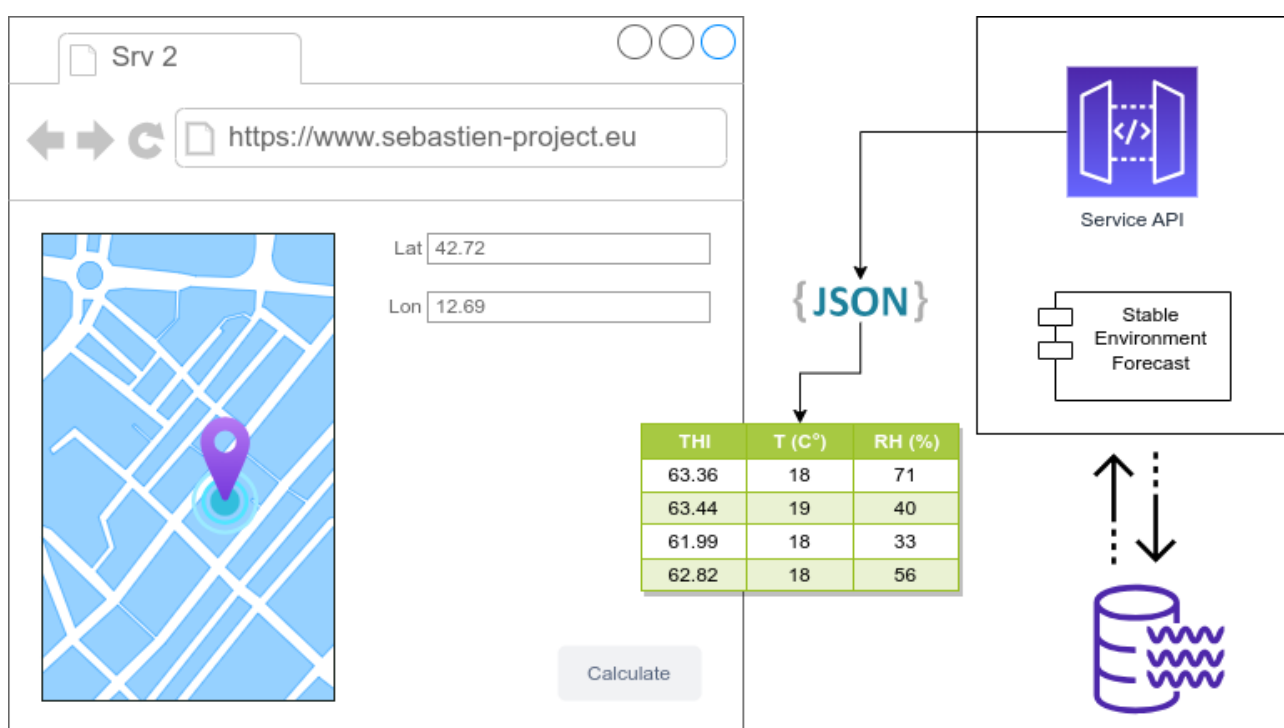 Srv 2
https://www.sebastien-project.eu
Lat 42.72
Lon 12.69
Calculate
{JSON}
THI T (C°) RH (%)
63.36 18 71
63.44 19 40
61.99 18 33
62.82 18 56
</>
Service API
Stable
Environment
Forecast